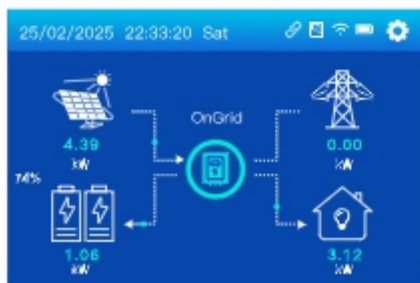 25/02/2025 22:33:20 Sat
OnGrid
4.39
kW
0.00
kW
74%
1.06
kW
3.12
kW